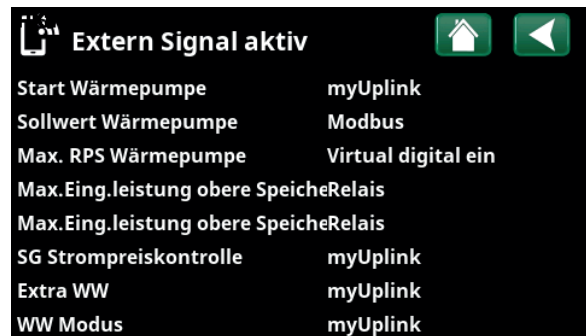 Extern Signal aktiv
Start Wärmepumpe myUplink
Sollwert Wärmepumpe Modbus
Max. RPS Wärmepumpe Virtual digital ein
Max.Eing.leistung obere SpeicheRelais
Max.Eing.leistung obere SpeicheRelais
SG Strompreiskontrolle myUplink
Extra WW myUplink
WW Modus myUplink